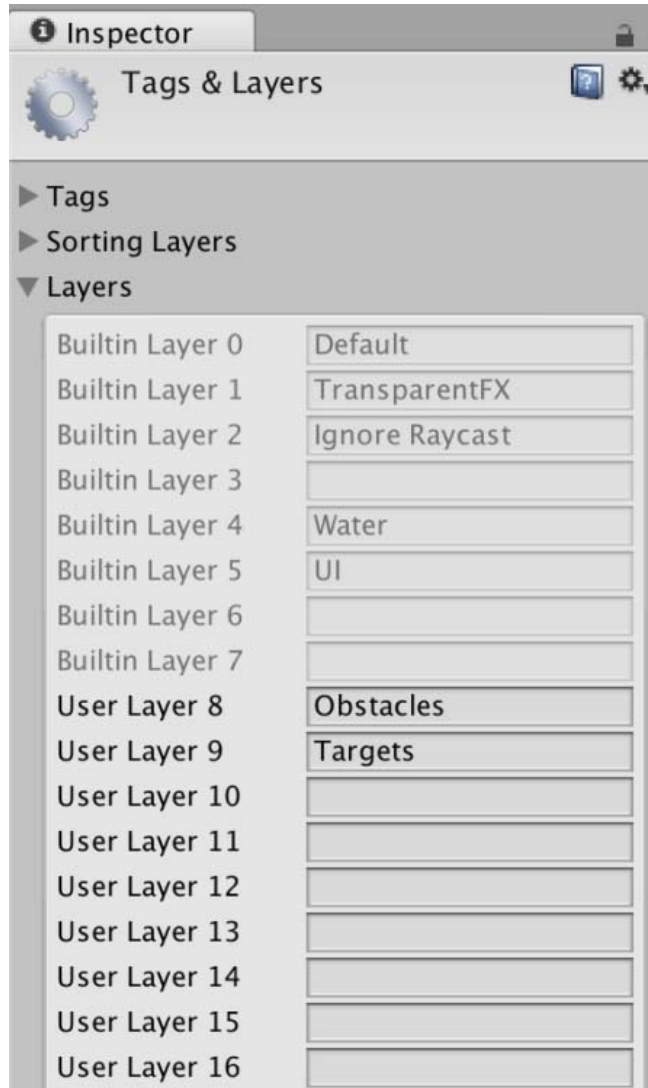 Inspector
Tags & Layers
Tags
Sorting Layers
Layers
Builtin Layer 0 Default
Builtin Layer 1 TransparentFX
Builtin Layer 2 Ignore Raycast
Builtin Layer 3
Builtin Layer 4 Water
Builtin Layer 5 UI
Builtin Layer 6
Builtin Layer 7
User Layer 8 Obstacles
User Layer 9 Targets
User Layer 10
User Layer 11
User Layer 12
User Layer 13
User Layer 14
User Layer 15
User Layer 16